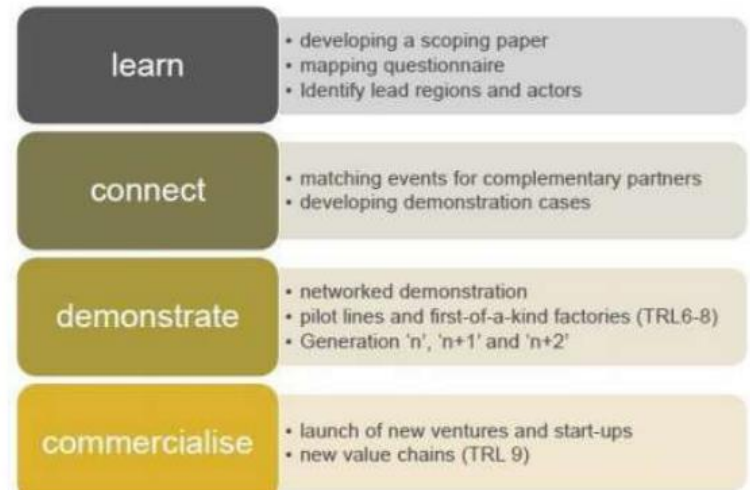 learn
• developing a scoping paper
• mapping questionnaire
• Identify lead regions and actors
connect
• matching events for complementary partners
• developing demonstration cases
demonstrate
• networked demonstration
• pilot lines and first-of-a-kind factories (TRL6-8)
• Generation 'n', 'n+1' and 'n+2'
commercialise
• launch of new ventures and start-ups
• new value chains (TRL 9)